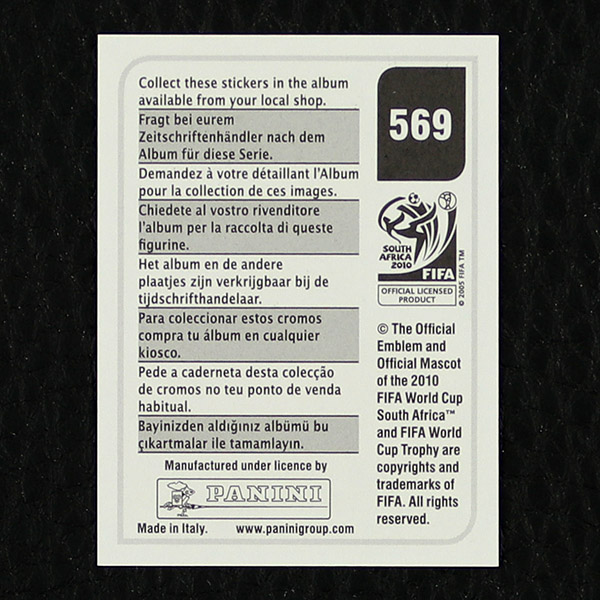 Collect these stickers in the album
available from your local shop.
Fragt bei eurem
Zeitschriftenhändler nach dem
Album für diese Serie.
Demandez à votre détaillant l'Album
pour la collection de ces images.
Chiedete al vostro rivenditore
l'album per la raccolta di queste
figurine.
Het album en de andere
plaatjes zijn verkrijgbaar bij de
tijdschrifthandelaar.
Para coleccionar estos cromos
compra tu álbum en cualquier
kiosco.
Pede a caderneta desta colecção
de cromos no teu ponto de venda
habitual.
Bayinizden aldığınız albümü bu
çıkartmalar ile tamamlayın.
Manufactured under licence by
PANINI
Made in Italy. www.paninigroup.com
569
SOUTH
AFRICA
2010
FIFA
OFFICIAL LICENSED
PRODUCT
© 2005 FIFA TM
© The Official
Emblem and
Official Mascot
of the 2010
FIFA World Cup
South Africa™
and FIFA World
Cup Trophy are
copyrights and
trademarks of
FIFA. All rights
reserved.